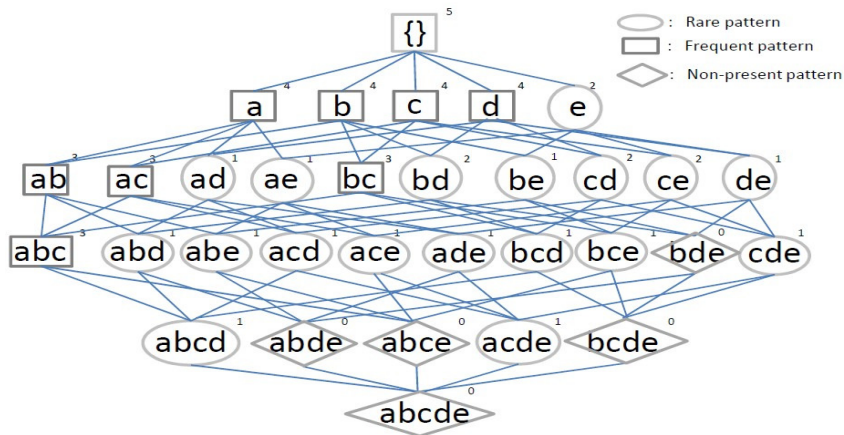 {} 5
: Rare pattern
: Frequent pattern
: Non-present pattern
a 4 b 4 c 4 d 4 e 2
ab 3 ac 3 ad 1 ae 1 bc 3 bd 2 be 1 cd 2 ce 2 de 1
abc 3 abd 1 abe 1 acd 1 ace 1 ade 1 bcd 1 bce 1 bde 0 cde 1
abcd 1 abde 0 abce 0 acde 1 bcde 0
abcde 0